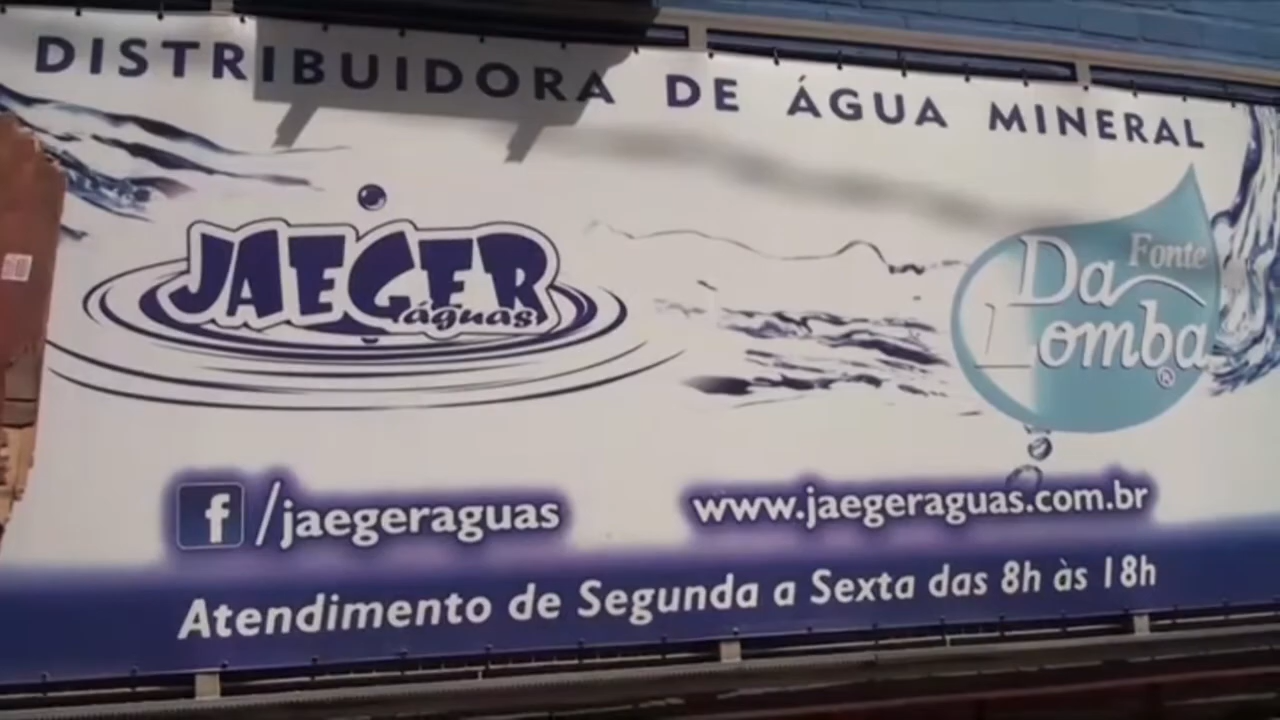 DISTRIBUIDORA DE ÁGUA MINERAL
JAEGER
águas
Fonte
Da
Lomba
®
f/jaegeraguas
www.jaegeraguas.com.br
Atendimento de Segunda a Sexta das 8h às 18h